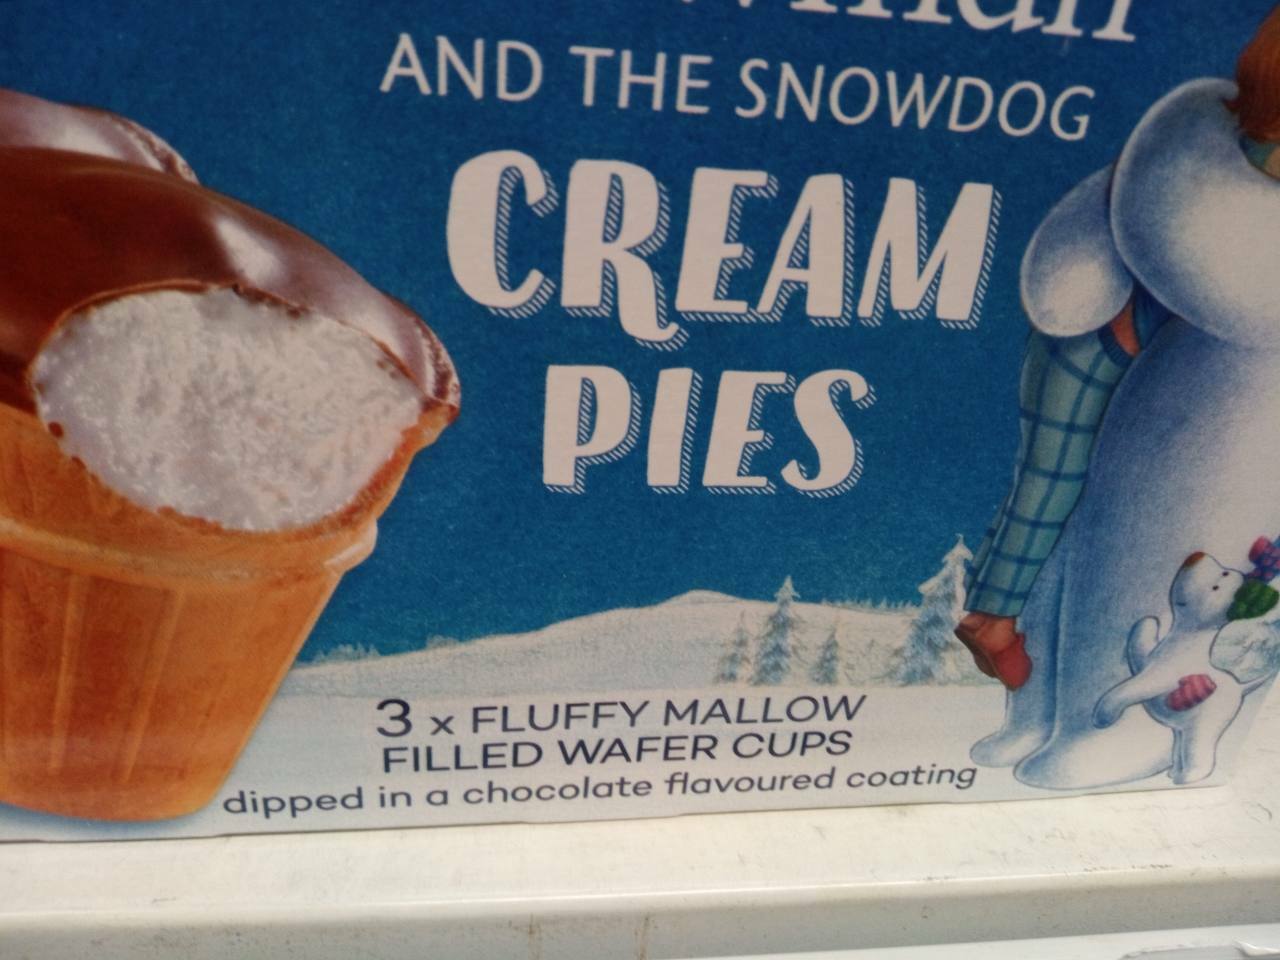 AND THE SNOWDOG
CREAM
PIES
3 x FLUFFY MALLOW
FILLED WAFER CUPS
dipped in a chocolate flavoured coating